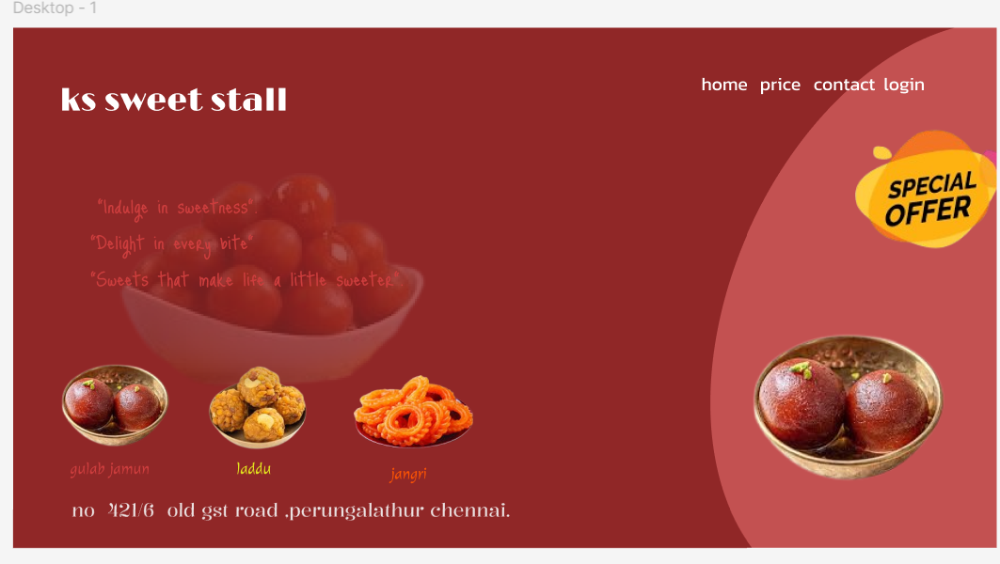 Desktop - 1
ks sweet stall
home price contact login
SPECIAL
OFFER
"Indulge in sweetness".
"Delight in every bite"
"Sweets that make life a little sweeter".
gulab jamun
laddu
jangri
no 421/6 old gst road .perungalathur chennai.